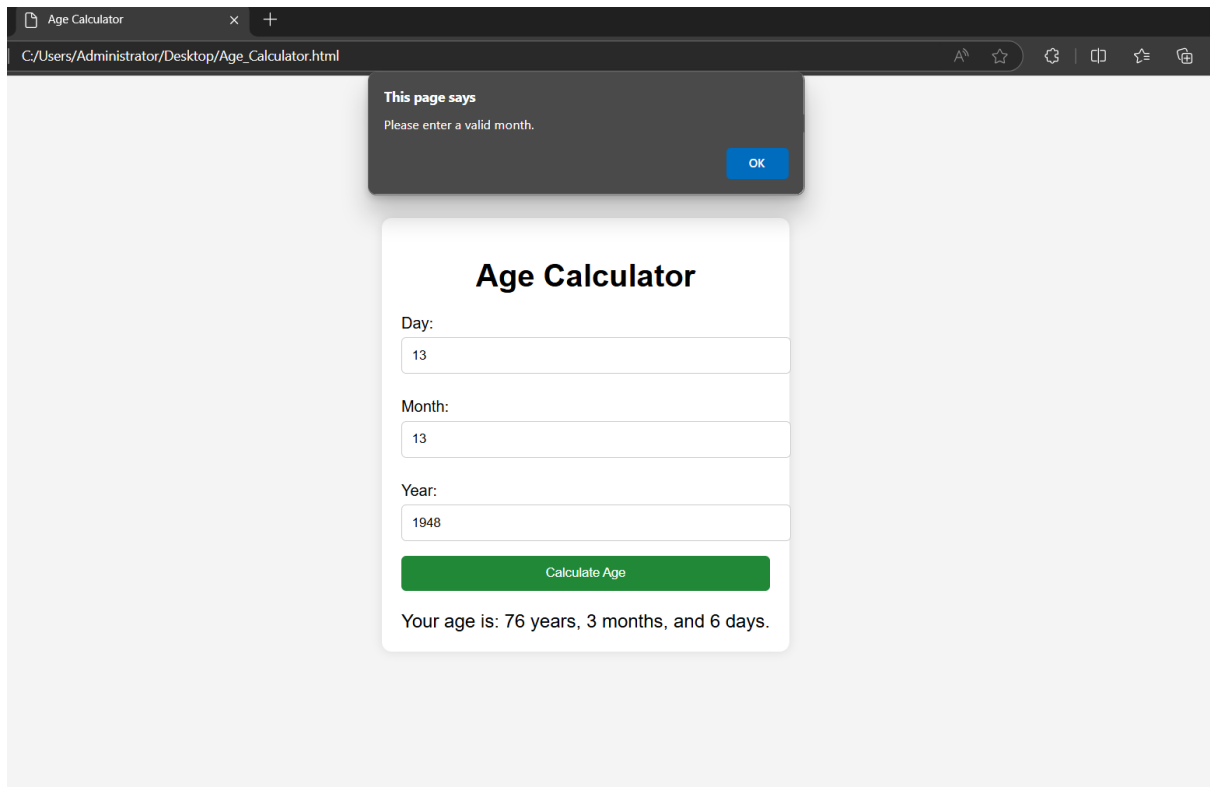 Age Calculator
C:/Users/Administrator/Desktop/Age_Calculator.html
This page says
Please enter a valid month.
OK
Age Calculator
Day:
13
Month:
13
Year:
1948
Calculate Age
Your age is: 76 years, 3 months, and 6 days.